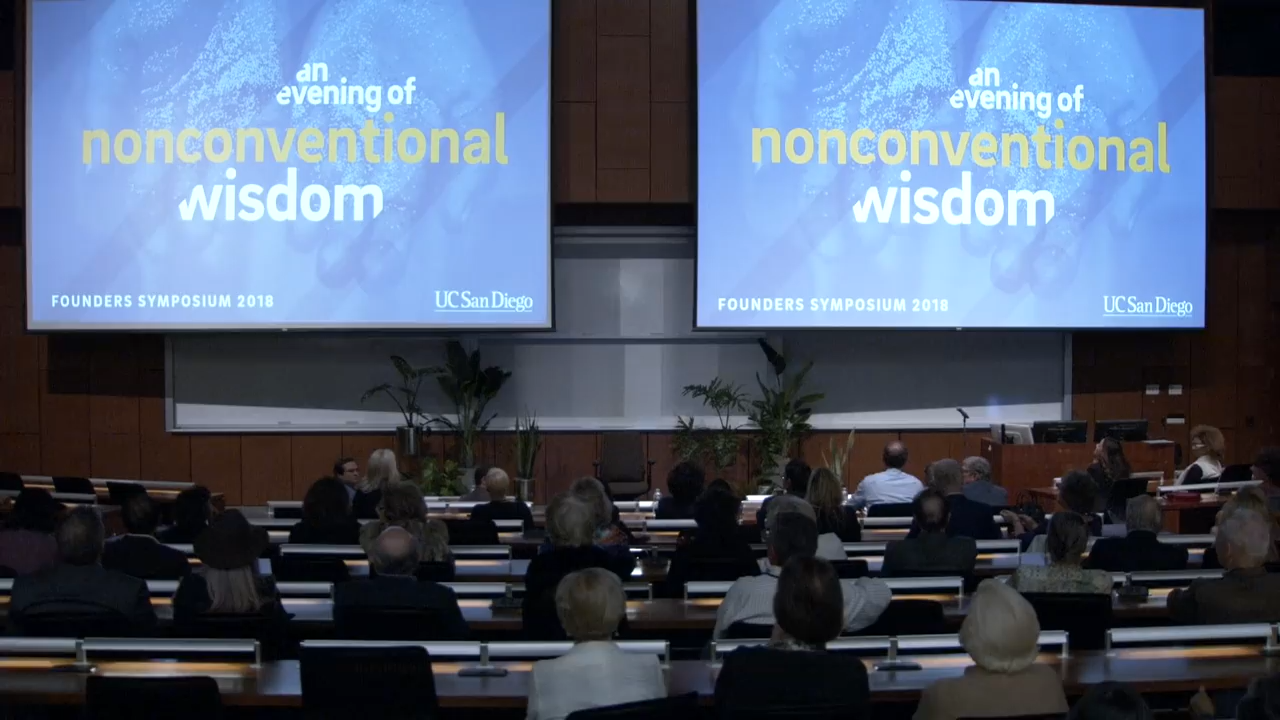 an
evening of
nonconventional
wisdom
FOUNDERS SYMPOSIUM 2018
UC San Diego
an
evening of
nonconventional
wisdom
FOUNDERS SYMPOSIUM 2018
UC San Diego